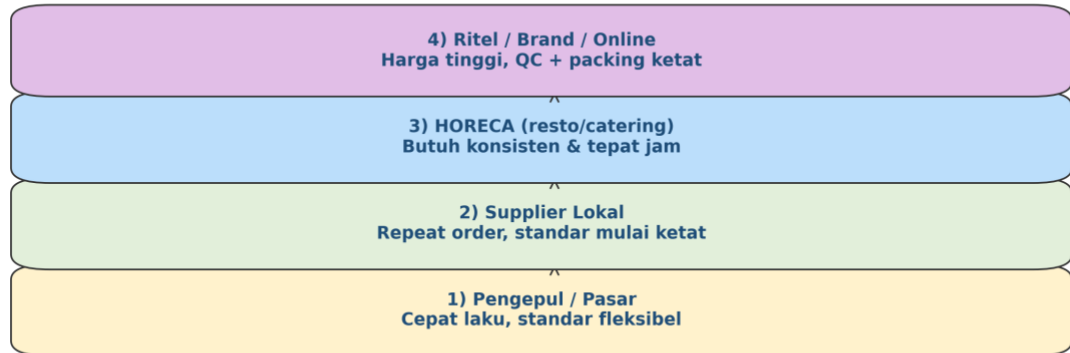 4) Ritel / Brand / Online
Harga tinggi, QC + packing ketat
3) HORECA (resto/catering)
Butuh konsisten & tepat jam
2) Supplier Lokal
Repeat order, standar mulai ketat
1) Pengepul / Pasar
Cepat laku, standar fleksibel